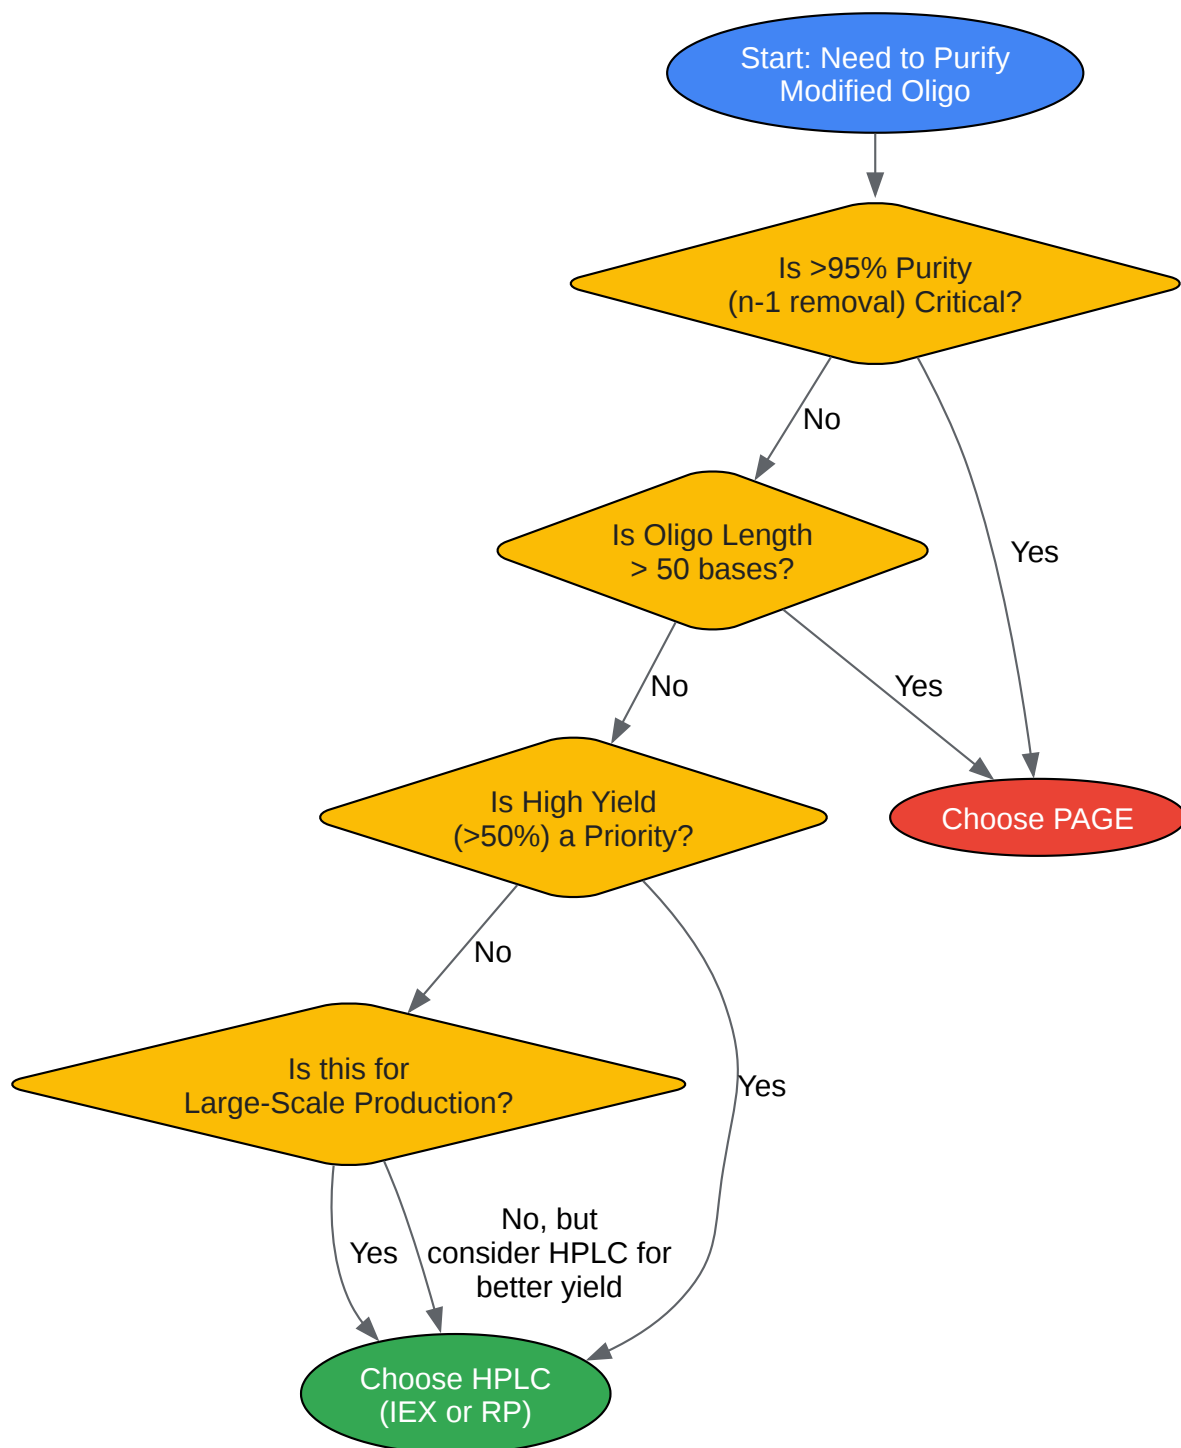 Start: Need to Purify
Modified Oligo
Is >95% Purity
(n-1 removal) Critical?
No
Yes
Is Oligo Length
> 50 bases?
No
Yes
Is High Yield
(>50%) a Priority?
Choose PAGE
No
Yes
Is this for
Large-Scale Production?
Yes
No, but
consider HPLC for
better yield
Choose HPLC
(IEX or RP)